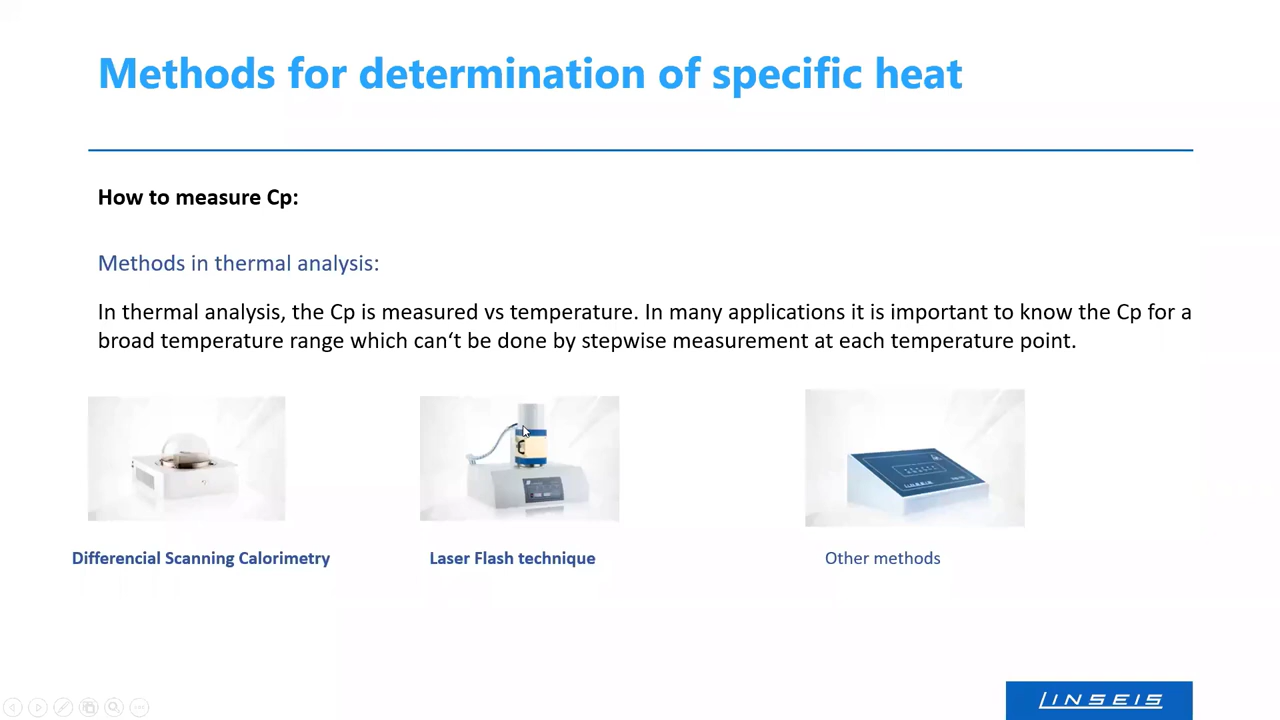 Methods for determination of specific heat
How to measure Cp:
Methods in thermal analysis:
In thermal analysis, the Cp is measured vs temperature. In many applications it is important to know the Cp for a
broad temperature range which can‘t be done by stepwise measurement at each temperature point.
Differencial Scanning Calorimetry
Laser Flash technique
Other methods
LINSEIS